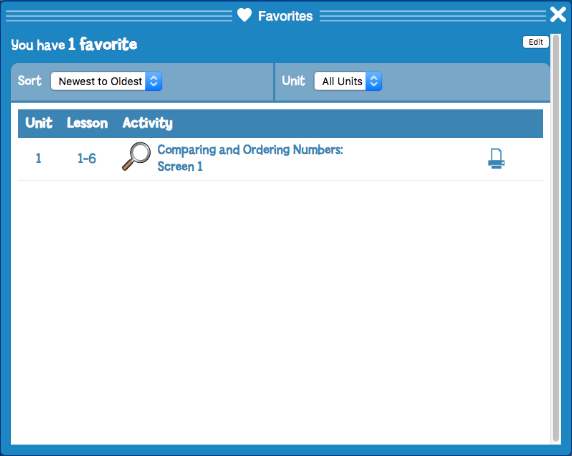 Favorites
You have 1 favorite
Edit
Sort Newest to Oldest Unit All Units
Unit Lesson Activity
1 1-6 Comparing and Ordering Numbers:
Screen 1